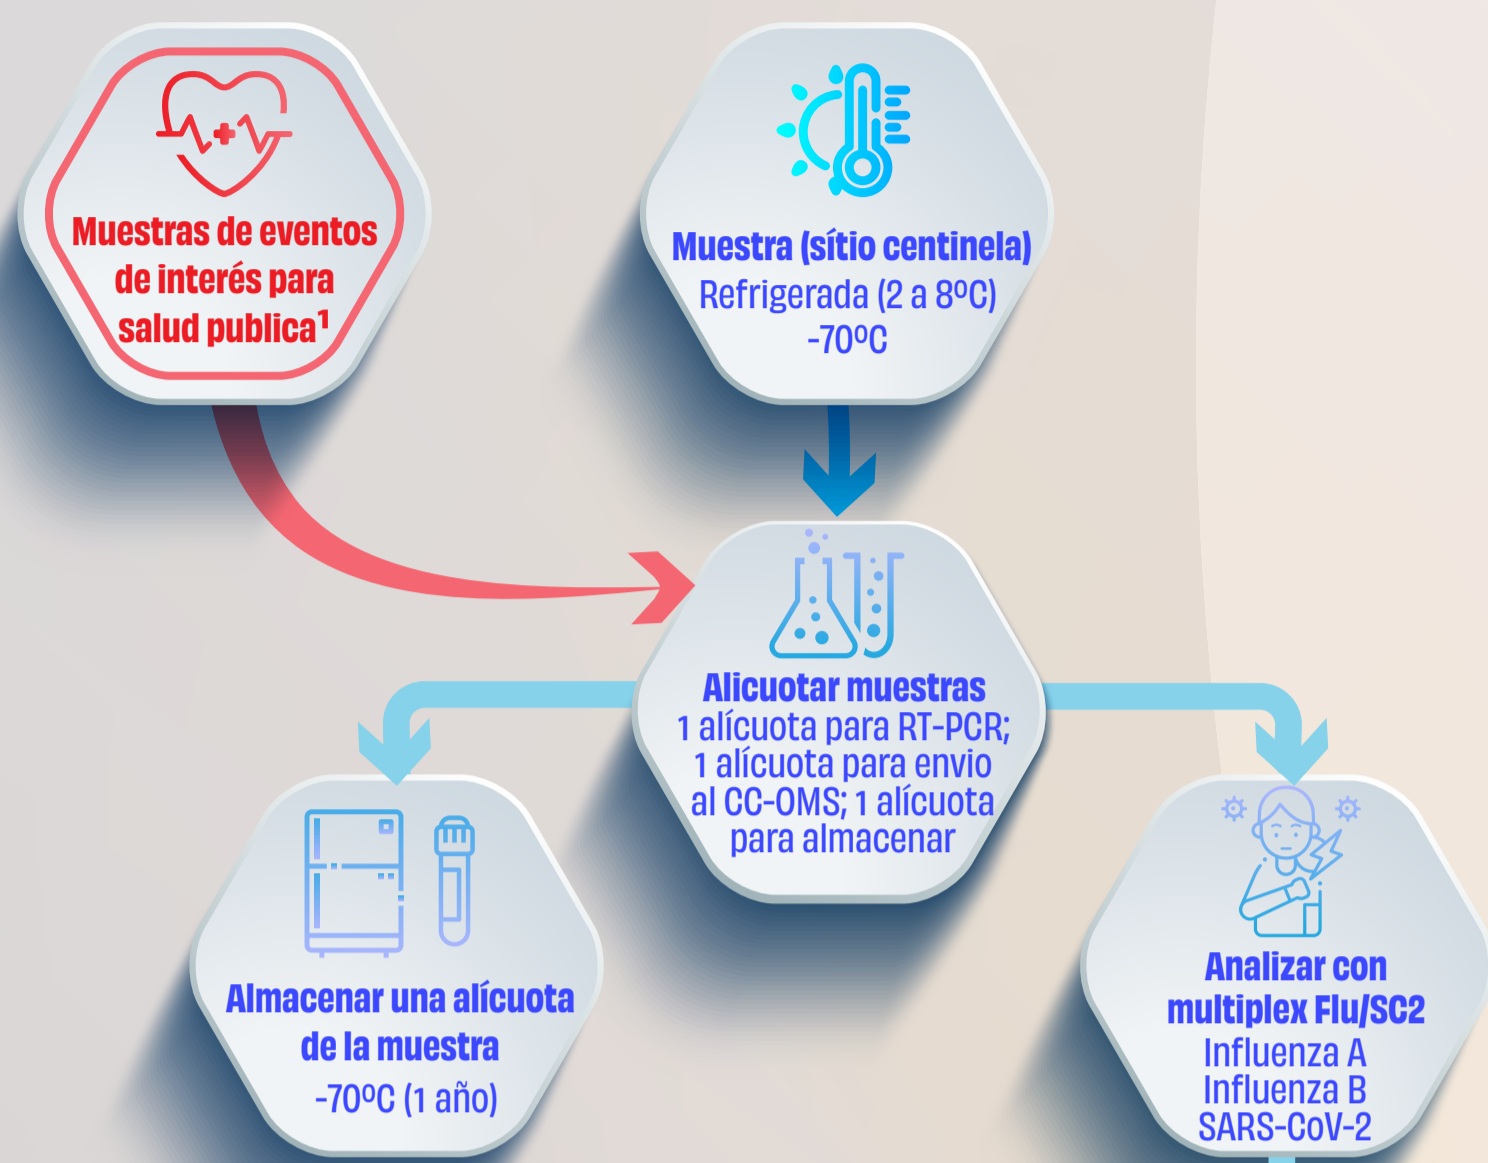 Muestras de eventos
de interés para
salud publica¹
Muestra (sítio centinela)
Refrigerada (2 a 8ºC)
-70ºC
Alicuotar muestras
1 alícuota para RT-PCR;
1 alícuota para envio
al CC-OMS; 1 alícuota
para almacenar
Almacenar una alícuota
de la muestra
-70ºC (1 año)
Analizar con
multiplex Flu/SC2
Influenza A
Influenza B
SARS-CoV-2